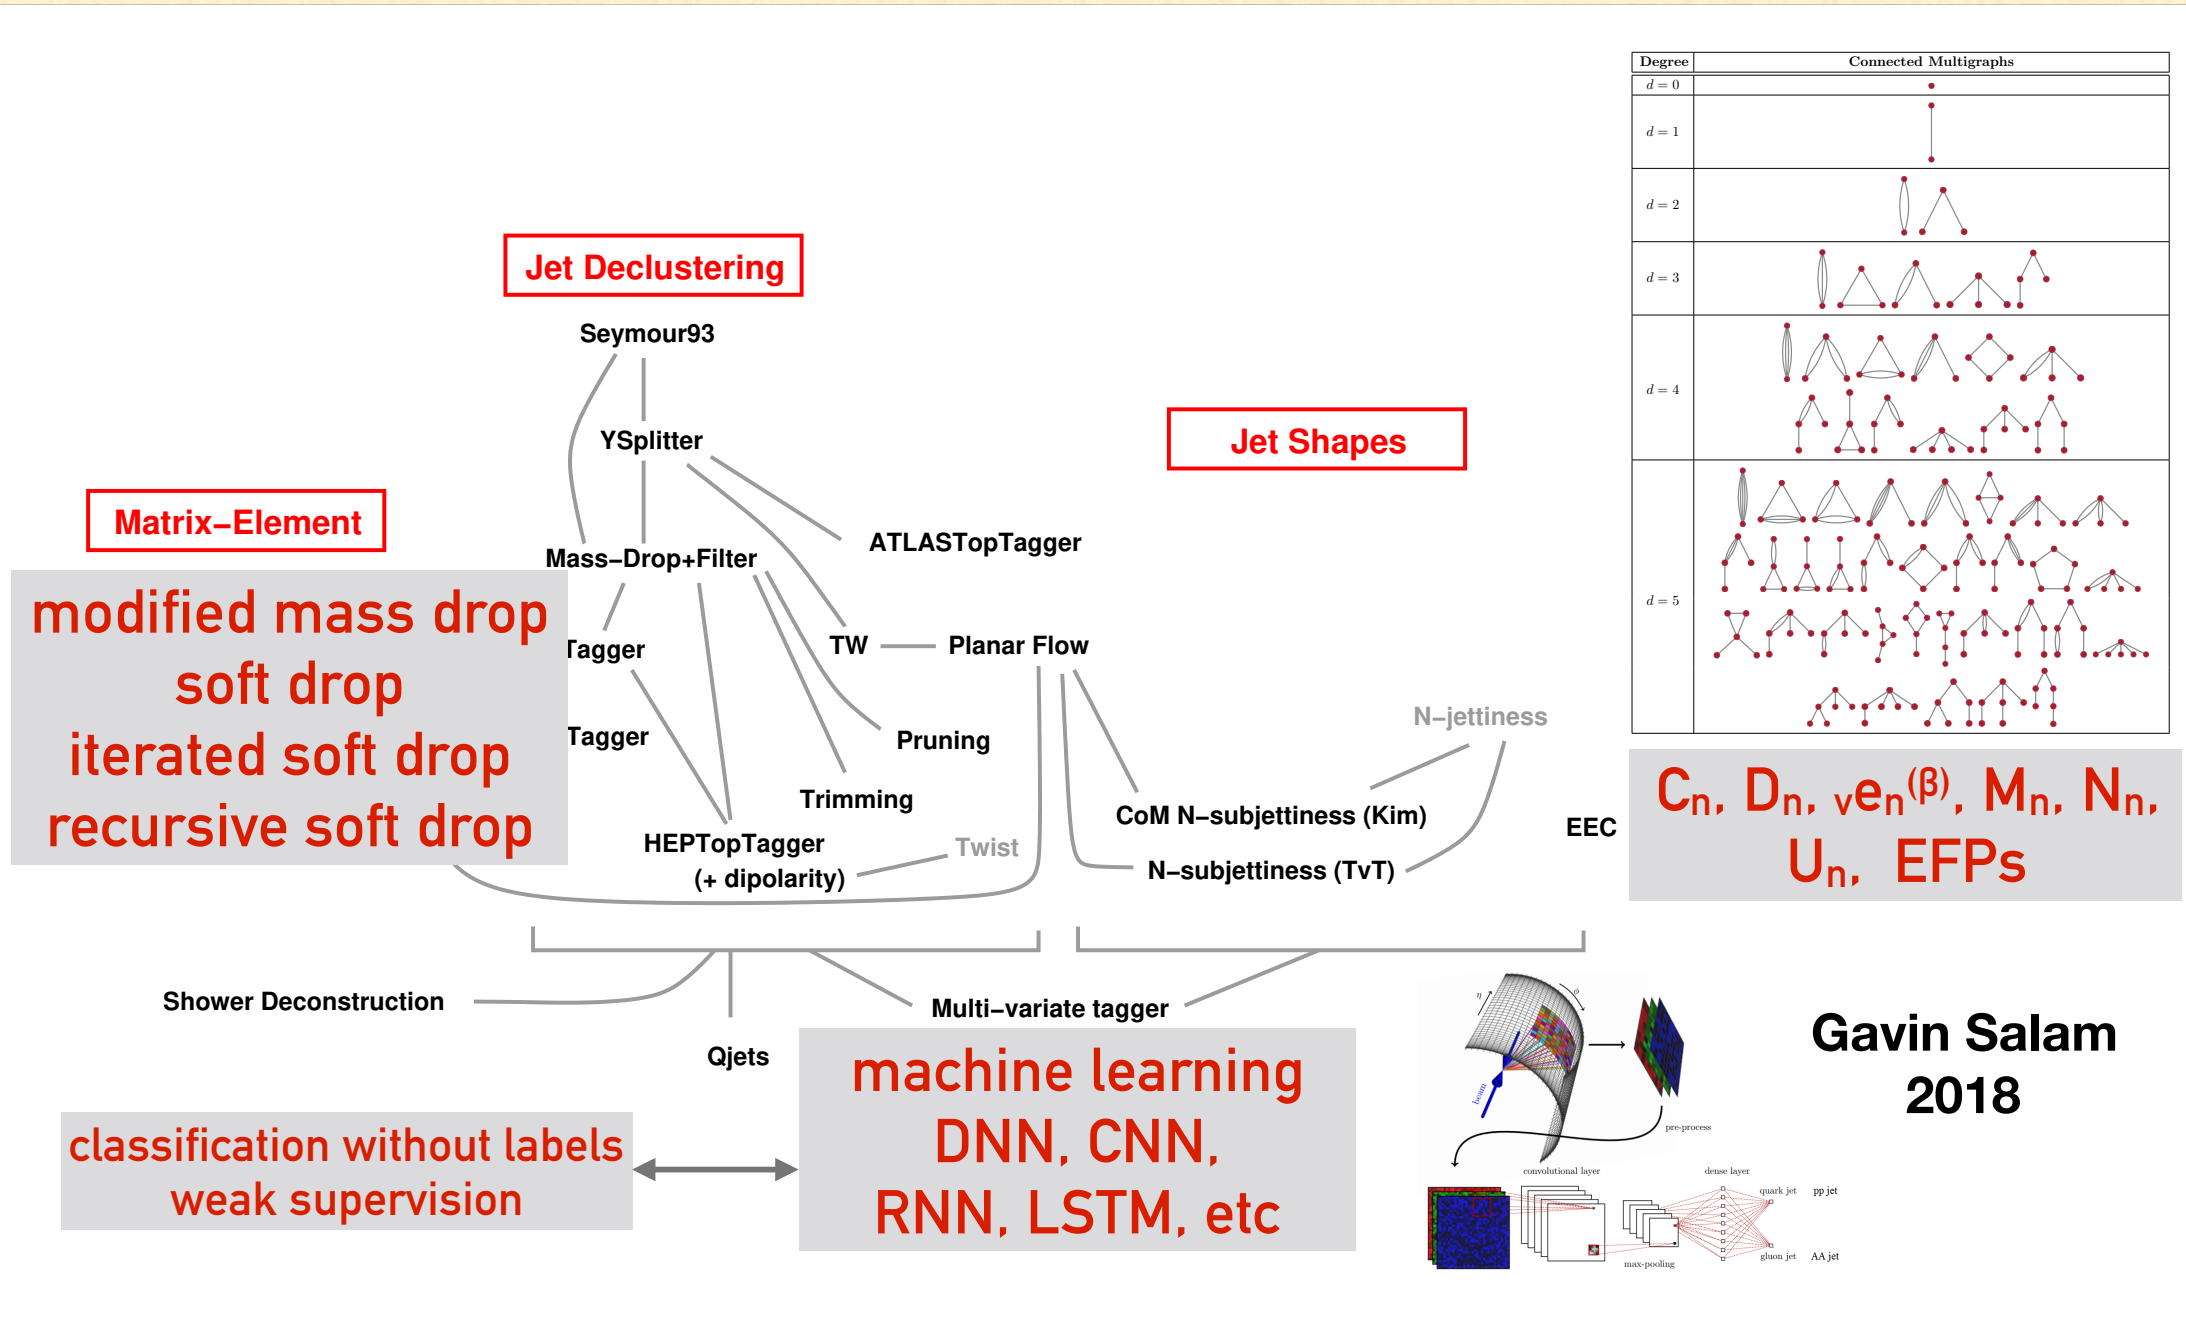 Degree Connected Multigraphs
d = 0
d = 1
d = 2
d = 3
d = 4
d = 5
Jet Declustering
Seymour93
YSplitter
Jet Shapes
Matrix−Element
ATLASTopTagger
Mass−Drop+Filter
modified mass drop
soft drop
iterated soft drop
recursive soft drop
Tagger
TW
Planar Flow
Tagger
Pruning
N−jettiness
Trimming
CoM N−subjettiness (Kim)
EEC
HEPTopTagger
(+ dipolarity)
Twist
N−subjettiness (TvT)
Cn, Dn, ven(β), Mn, Nn,
Un, EFPs
Shower Deconstruction
Qjets
Multi−variate tagger
machine learning
DNN, CNN,
RNN, LSTM, etc
classification without labels
weak supervision
η
ϕ
beam
pre-process
convolutional layer
dense layer
quark jet pp jet
gluon jet AA jet
max-pooling
Gavin Salam
2018